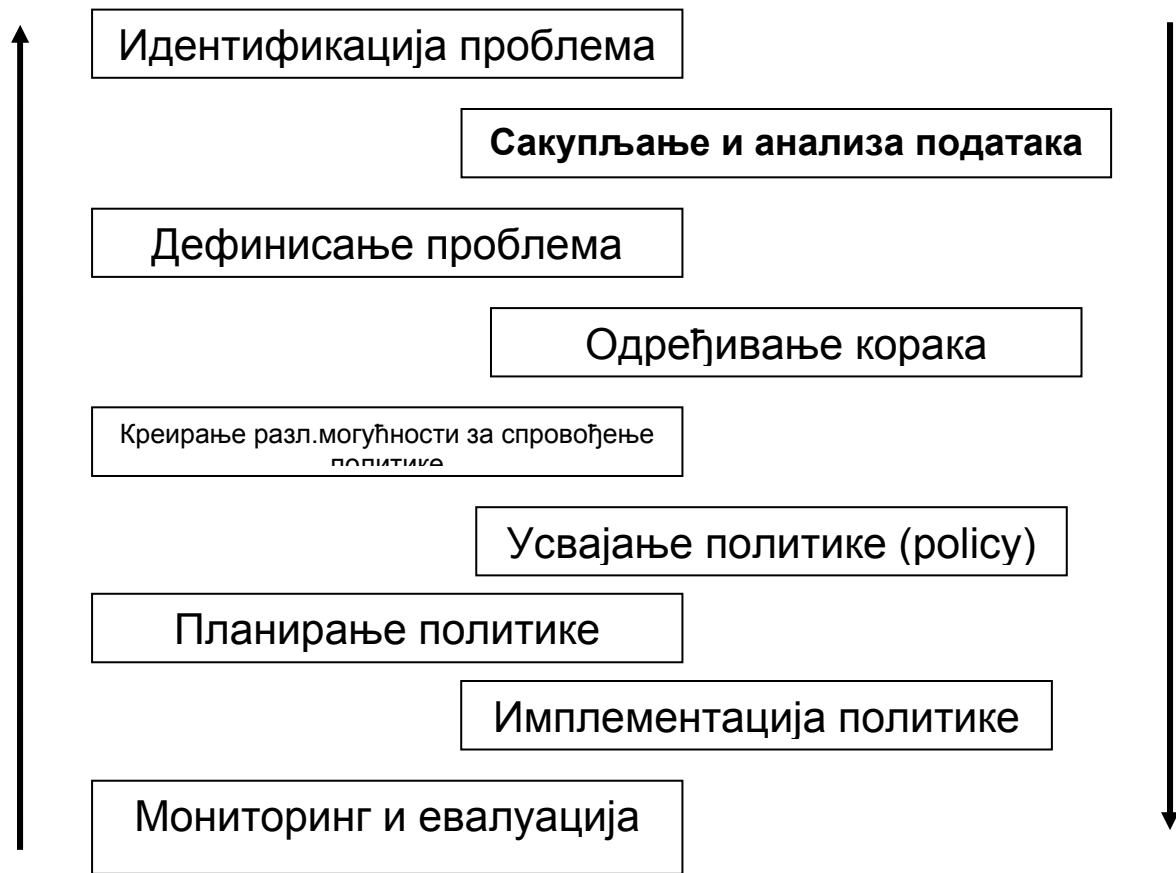 Идентификација проблема
Сакупљање и анализа података
Дефинисање проблема
Одређивање корака
Креирање разл.могућности за спровођење
политике
Усвајање политике (policy)
Планирање политике
Имплементација политике
Мониторинг и евалуација